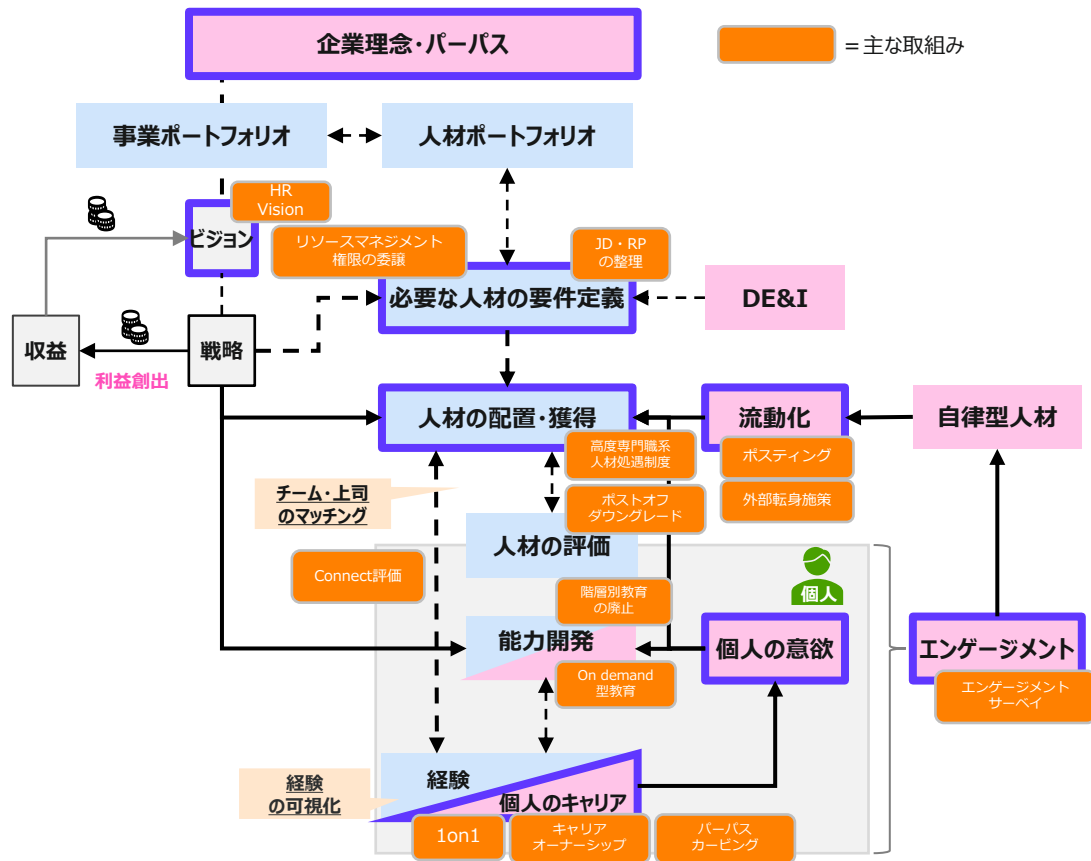 企業理念・パーパス
＝主な取組み
事業ポートフォリオ
人材ポートフォリオ
HR
Vision
ビジョン
リソースマネジメント
権限の委譲
JD・RP
の整理
必要な人材の要件定義
DE&I
収益
戦略
利益創出
人材の配置・獲得
流動化
自律型人材
高度専門職系
人材処遇制度
ポスティング
チーム・上司
のマッチング
ポストオフ
ダウングレード
外部転身施策
人材の評価
Connect評価
個人
階層別教育
の廃止
能力開発
個人の意欲
エンゲージメント
On demand
型教育
エンゲージメント
サーベイ
経験
の可視化
経験
個人のキャリア
1on1
キャリア
オーナーシップ
パーパス
カービング